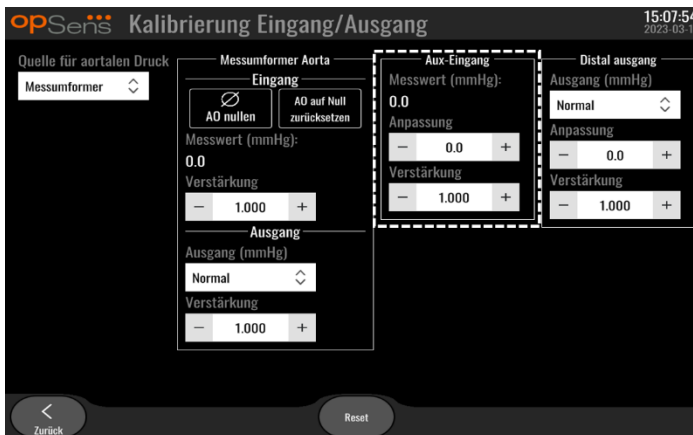 opSens Kalibrierung Eingang/Ausgang
15:07:54
2023-03-1
Quelle für aortalen Druck
Messumformer
Messumformer Aorta
Eingang
AO nullen
AO auf Null
zurücksetzen
Messwert (mmHg):
0.0
Verstärkung
− 1.000 +
Ausgang
Ausgang (mmHg)
Normal
Verstärkung
− 1.000 +
Aux-Eingang
Messwert (mmHg):
0.0
Anpassung
− 0.0 +
Verstärkung
− 1.000 +
Distal ausgang
Ausgang (mmHg)
Normal
Anpassung
− 0.0 +
Verstärkung
− 1.000 +
Zurück
Reset